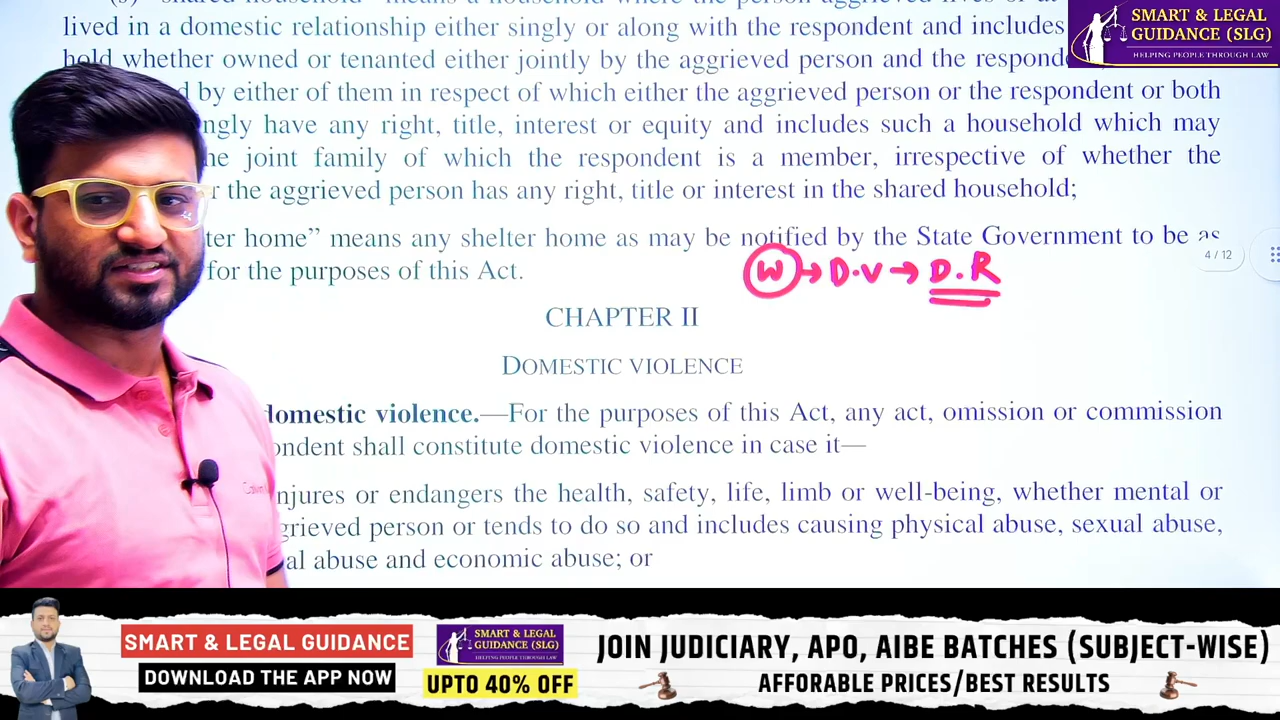 SMART & LEGAL
GUIDANCE (SLG)
HELPING PEOPLE THROUGH LAW
lived in a domestic relationship either singly or along with the respondent and includes
hold whether owned or tenanted either jointly by the aggrieved person and the
by either of them in respect of which either the aggrieved person or the respondent or both
ngly have any right, title, interest or equity and includes such a household which may
he joint family of which the respondent is a member, irrespective of whether the
r the aggrieved person has any right, title or interest in the shared household;
ter home” means any shelter home as may be notified by the State Government to be as
4 / 12
for the purposes of this Act.
W → D.V → D.R
CHAPTER II
DOMESTIC VIOLENCE
domestic violence.—For the purposes of this Act, any act, omission or commission
ondent shall constitute domestic violence in case it—
njures or endangers the health, safety, life, limb or well-being, whether mental or
grieved person or tends to do so and includes causing physical abuse, sexual abuse,
al abuse and economic abuse; or
SMART & LEGAL GUIDANCE
DOWNLOAD THE APP NOW
SMART & LEGAL
GUIDANCE (SLG)
HELPING PEOPLE THROUGH LAW
UPTO 40% OFF
JOIN JUDICIARY, APO, AIBE BATCHES (SUBJECT-WISE)
AFFORABLE PRICES/BEST RESULTS